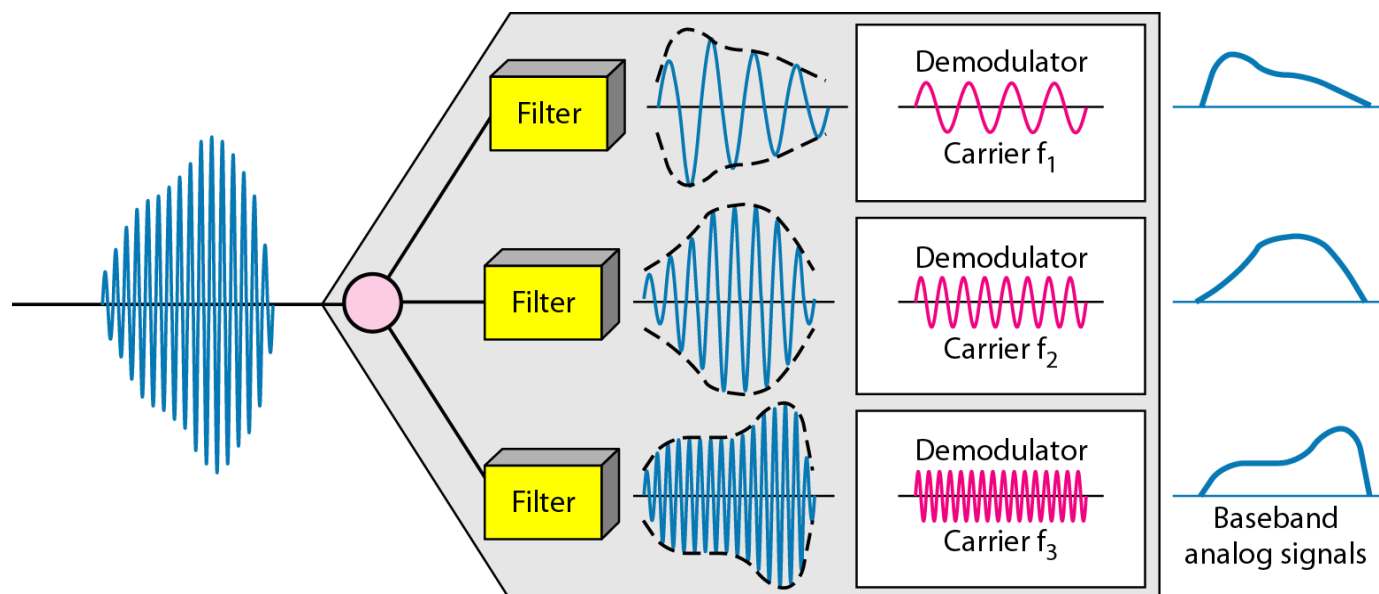 Filter
Demodulator
Carrier f₁
Filter
Demodulator
Carrier f₂
Filter
Demodulator
Carrier f₃
Baseband
analog signals